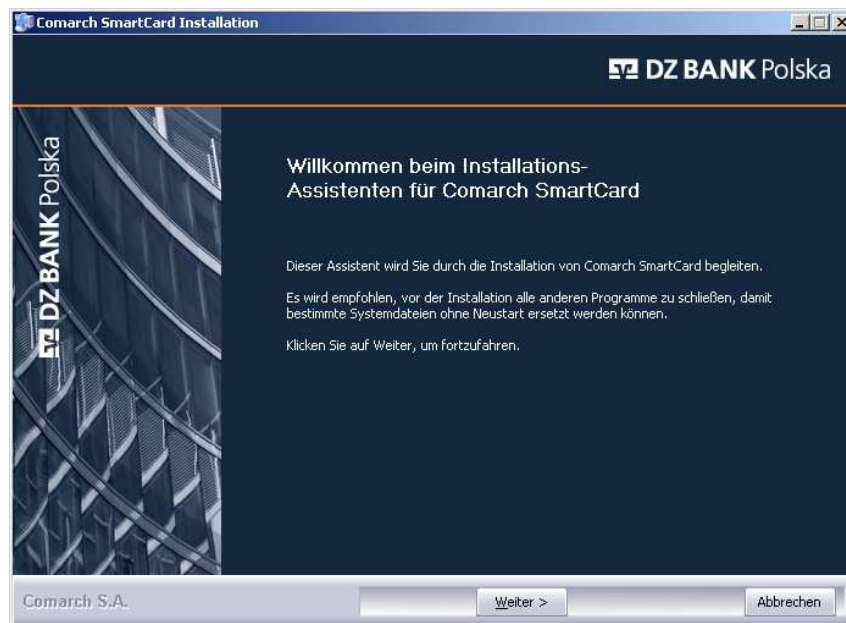 Comarch SmartCard Installation
DZ BANK Polska
DZ BANK Polska
Willkommen beim Installations-
Assistenten für Comarch SmartCard
Dieser Assistent wird Sie durch die Installation von Comarch SmartCard begleiten.
Es wird empfohlen, vor der Installation alle anderen Programme zu schließen, damit
bestimmte Systemdateien ohne Neustart ersetzt werden können.
Klicken Sie auf Weiter, um fortzufahren.
Comarch S.A.
Weiter >
Abbrechen